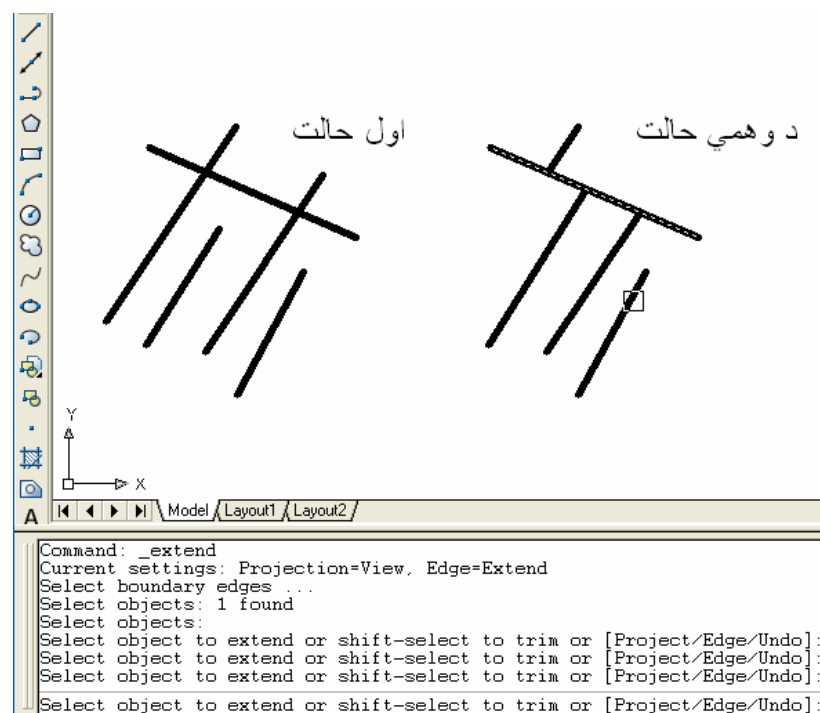 اول حالت
د وهمي حالت
Y
X
A
Model Layout1 Layout2
Command: _extend
Current settings: Projection=View, Edge=Extend
Select boundary edges ...
Select objects: 1 found
Select objects:
Select object to extend or shift-select to trim or [Project/Edge/Undo]:
Select object to extend or shift-select to trim or [Project/Edge/Undo]:
Select object to extend or shift-select to trim or [Project/Edge/Undo]:
Select object to extend or shift-select to trim or [Project/Edge/Undo]: